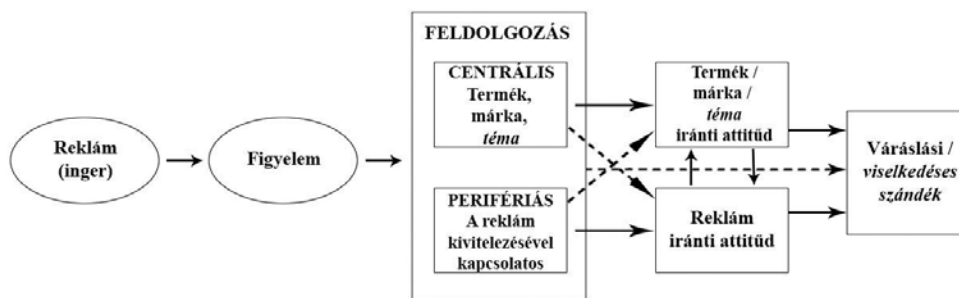 Reklám
(inger)
Figyelem
FELDOLGOZÁS
CENTRÁLIS
Termék,
márka,
téma
PERIFÉRIÁS
A reklám
kivitelezésével
kapcsolatos
Termék /
márka /
téma
iránti attitűd
Reklám
iránti attitűd
Váráslási /
viselkedéses
szándék